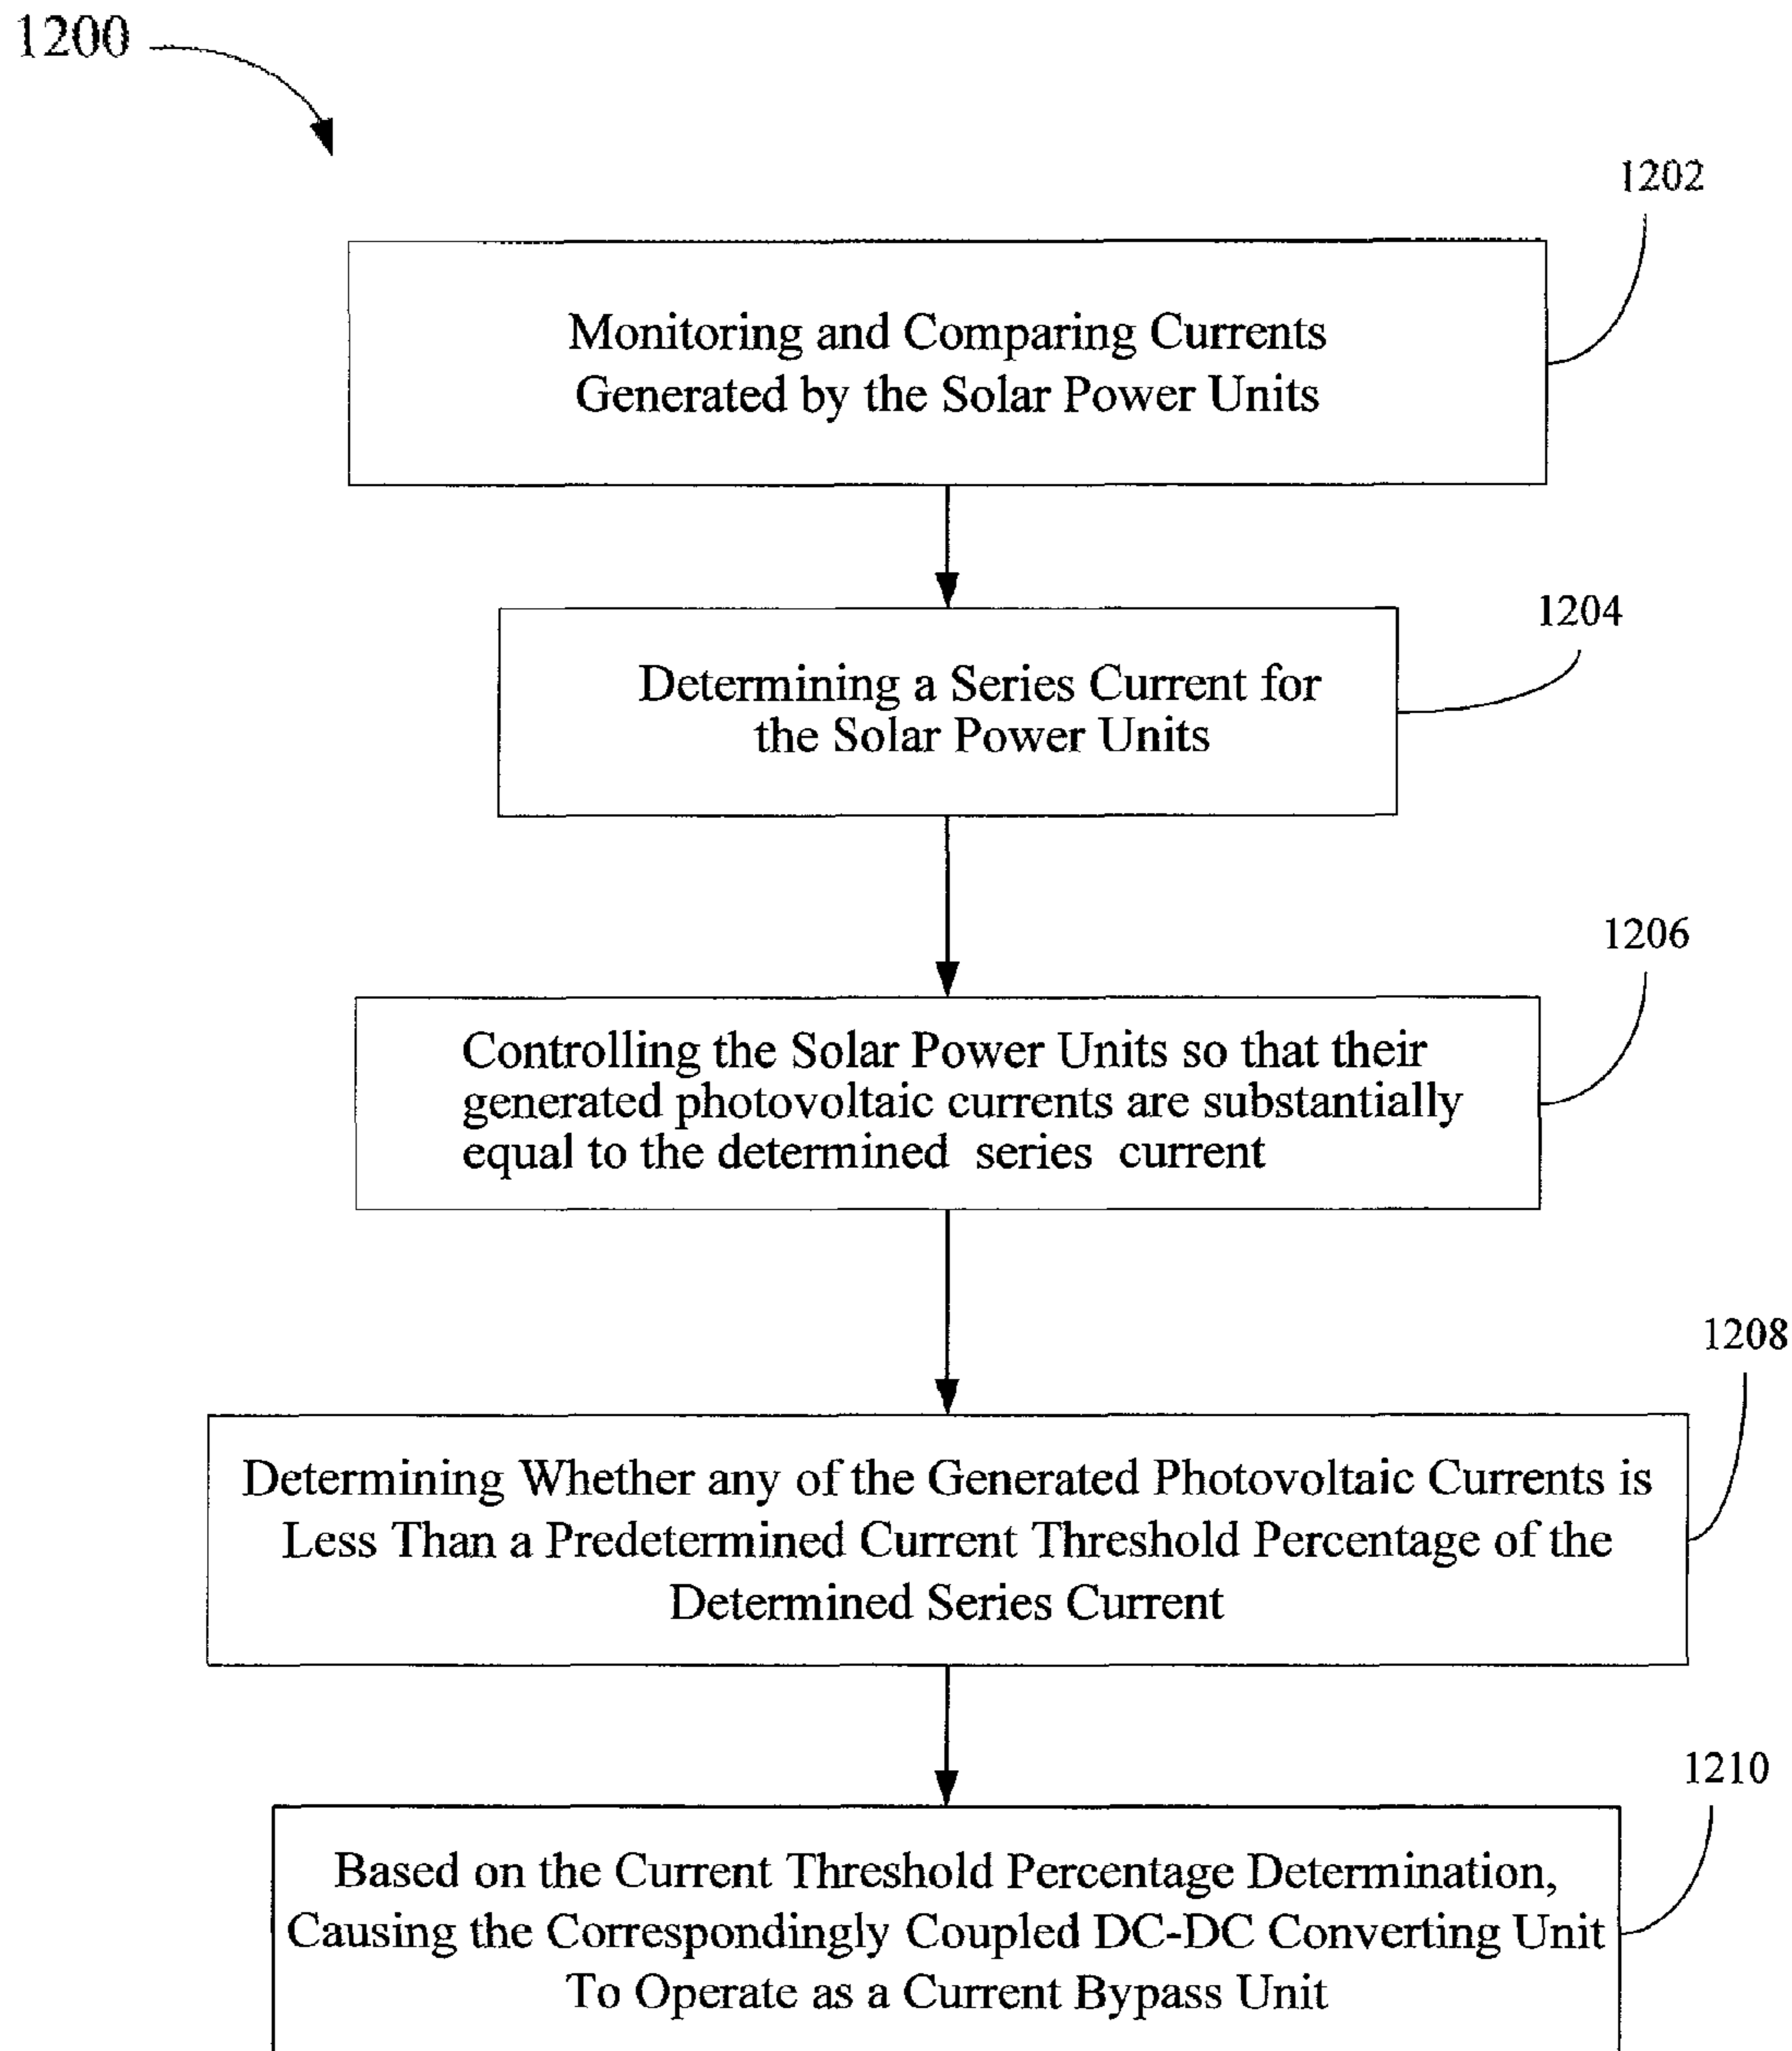 1200
1202
Monitoring and Comparing Currents
Generated by the Solar Power Units
1204
Determining a Series Current for
the Solar Power Units
1206
Controlling the Solar Power Units so that their
generated photovoltaic currents are substantially
equal to the determined series current
1208
Determining Whether any of the Generated Photovoltaic Currents is
Less Than a Predetermined Current Threshold Percentage of the
Determined Series Current
1210
Based on the Current Threshold Percentage Determination,
Causing the Correspondingly Coupled DC-DC Converting Unit
To Operate as a Current Bypass Unit